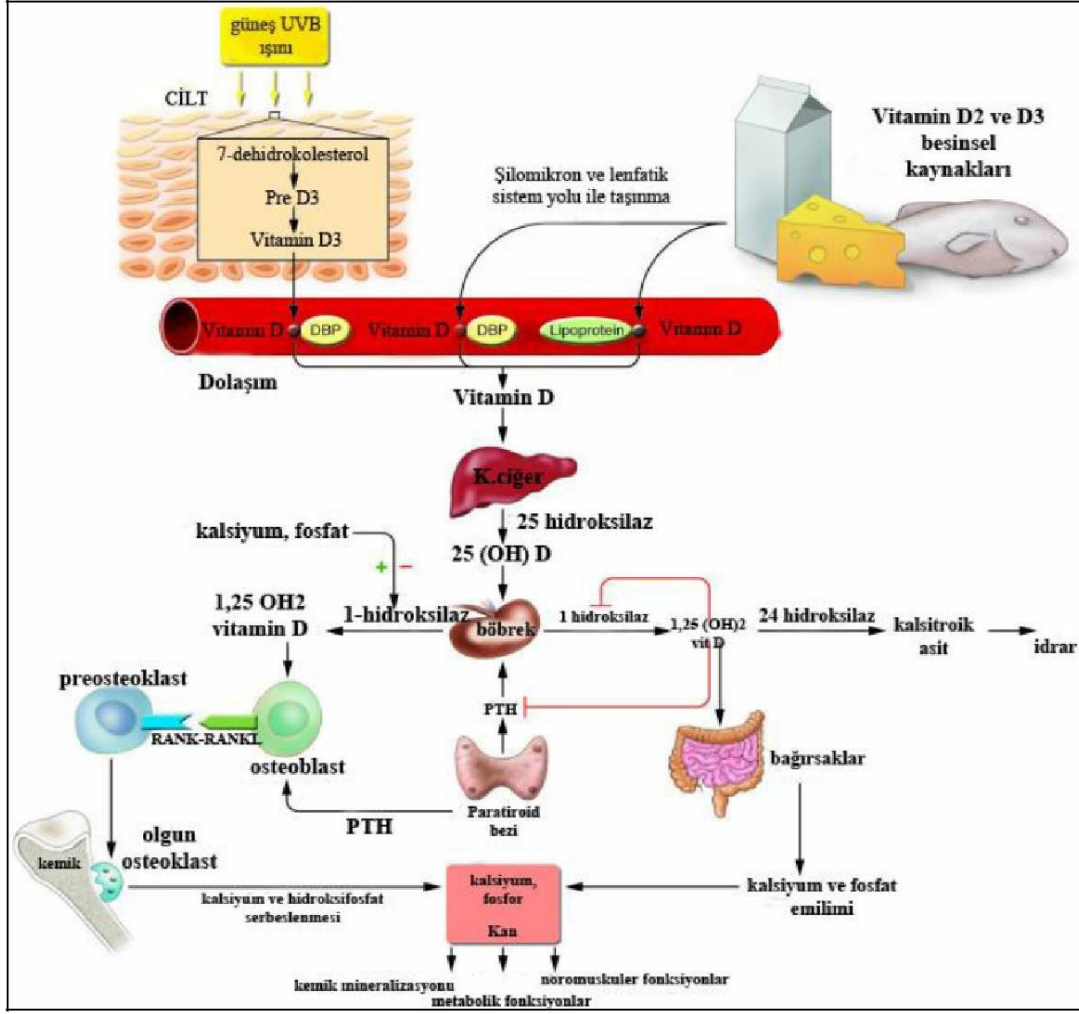 güneş UVB
ışını
CİLT
7-dehidrokolesterol
Pre D3
Vitamin D3
Şilomikron ve lenfatik
sistem yolu ile taşınma
Vitamin D2 ve D3
besinsel
kaynakları
Vitamin D DBP Vitamin D DBP Lipoprotein Vitamin D
Dolaşım
Vitamin D
K.ciğer
25 hidroksilaz
25 (OH) D
kalsiyum, fosfat
+ −
1,25 OH2
vitamin D
1-hidroksilaz
böbrek
1 hidroksilaz
1,25 (OH)2
vit D
24 hidroksilaz
kalsitroik
asit
idrar
preosteoklast
RANK-RANKL
osteoblast
PTH
Paratiroid
bezi
PTH
bağırsaklar
kemik
olgun
osteoklast
kalsiyum ve hidroksifosfat
serbeslenmesi
kalsiyum,
fosfor
Kan
kalsiyum ve fosfat
emilimi
kemik mineralizasyonu
metabolik fonksiyonlar
nöromuskuler fonksiyonlar